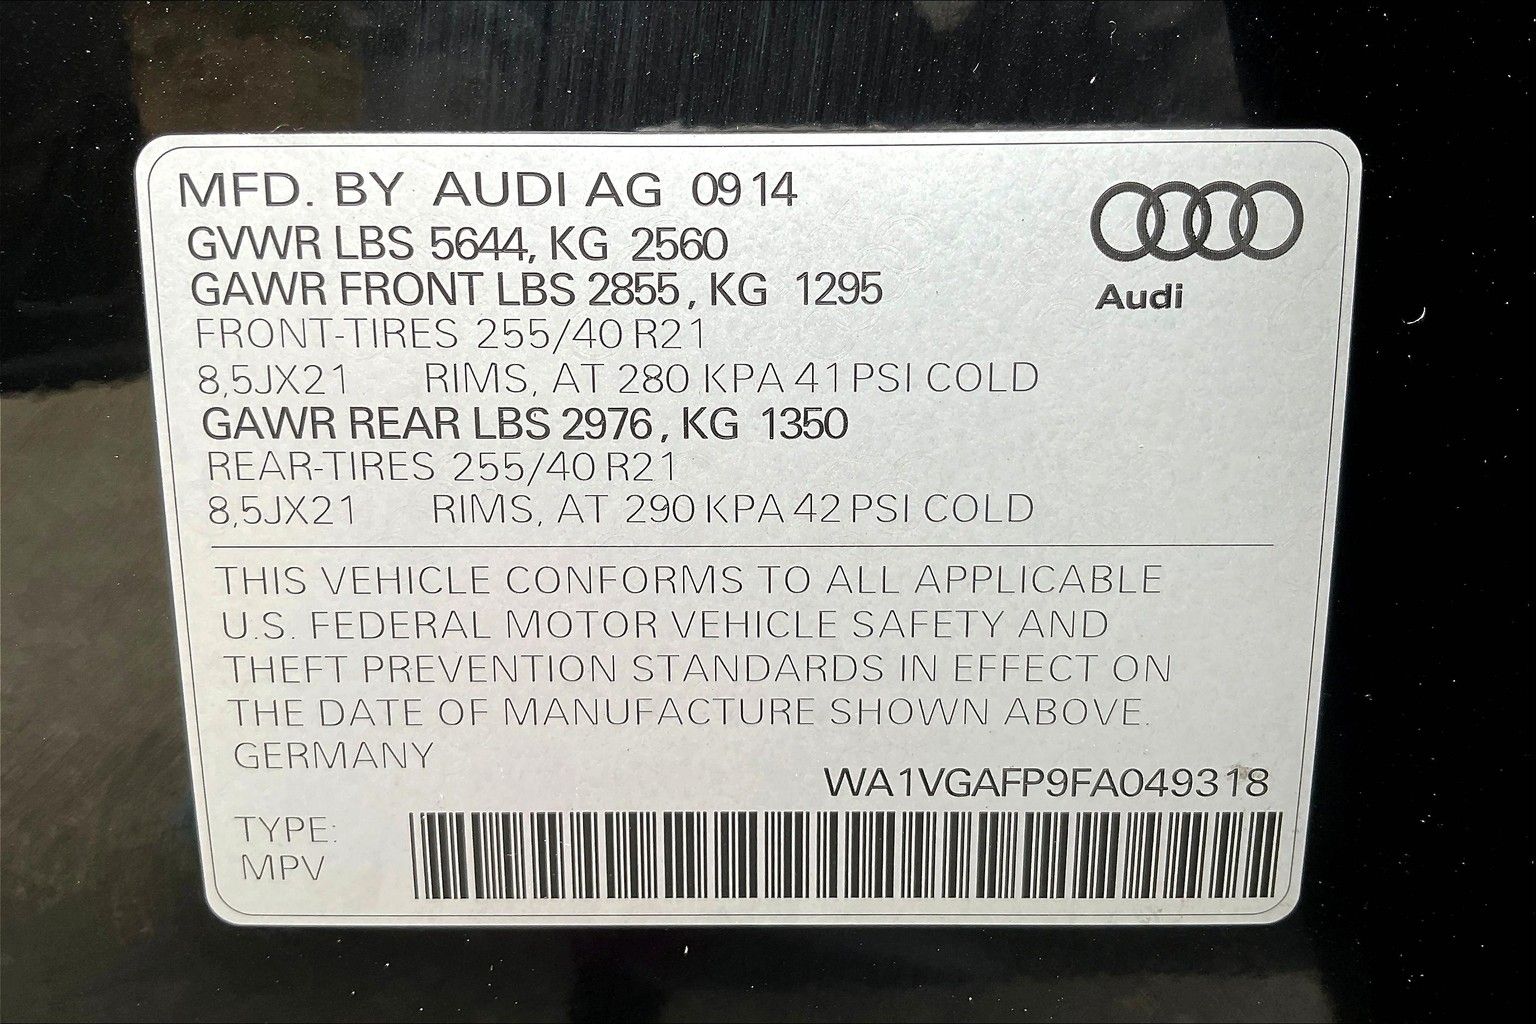 MFD. BY AUDI AG 09 14
GVWR LBS 5644, KG 2560
GAWR FRONT LBS 2855, KG 1295
FRONT-TIRES 255/40 R21
8,5JX21 RIMS, AT 280 KPA 41 PSI COLD
GAWR REAR LBS 2976, KG 1350
REAR-TIRES 255/40 R21
8,5JX21 RIMS, AT 290 KPA 42 PSI COLD
Audi
THIS VEHICLE CONFORMS TO ALL APPLICABLE
U.S. FEDERAL MOTOR VEHICLE SAFETY AND
THEFT PREVENTION STANDARDS IN EFFECT ON
THE DATE OF MANUFACTURE SHOWN ABOVE.
GERMANY
WA1VGAFP9FA049318
TYPE:
MPV